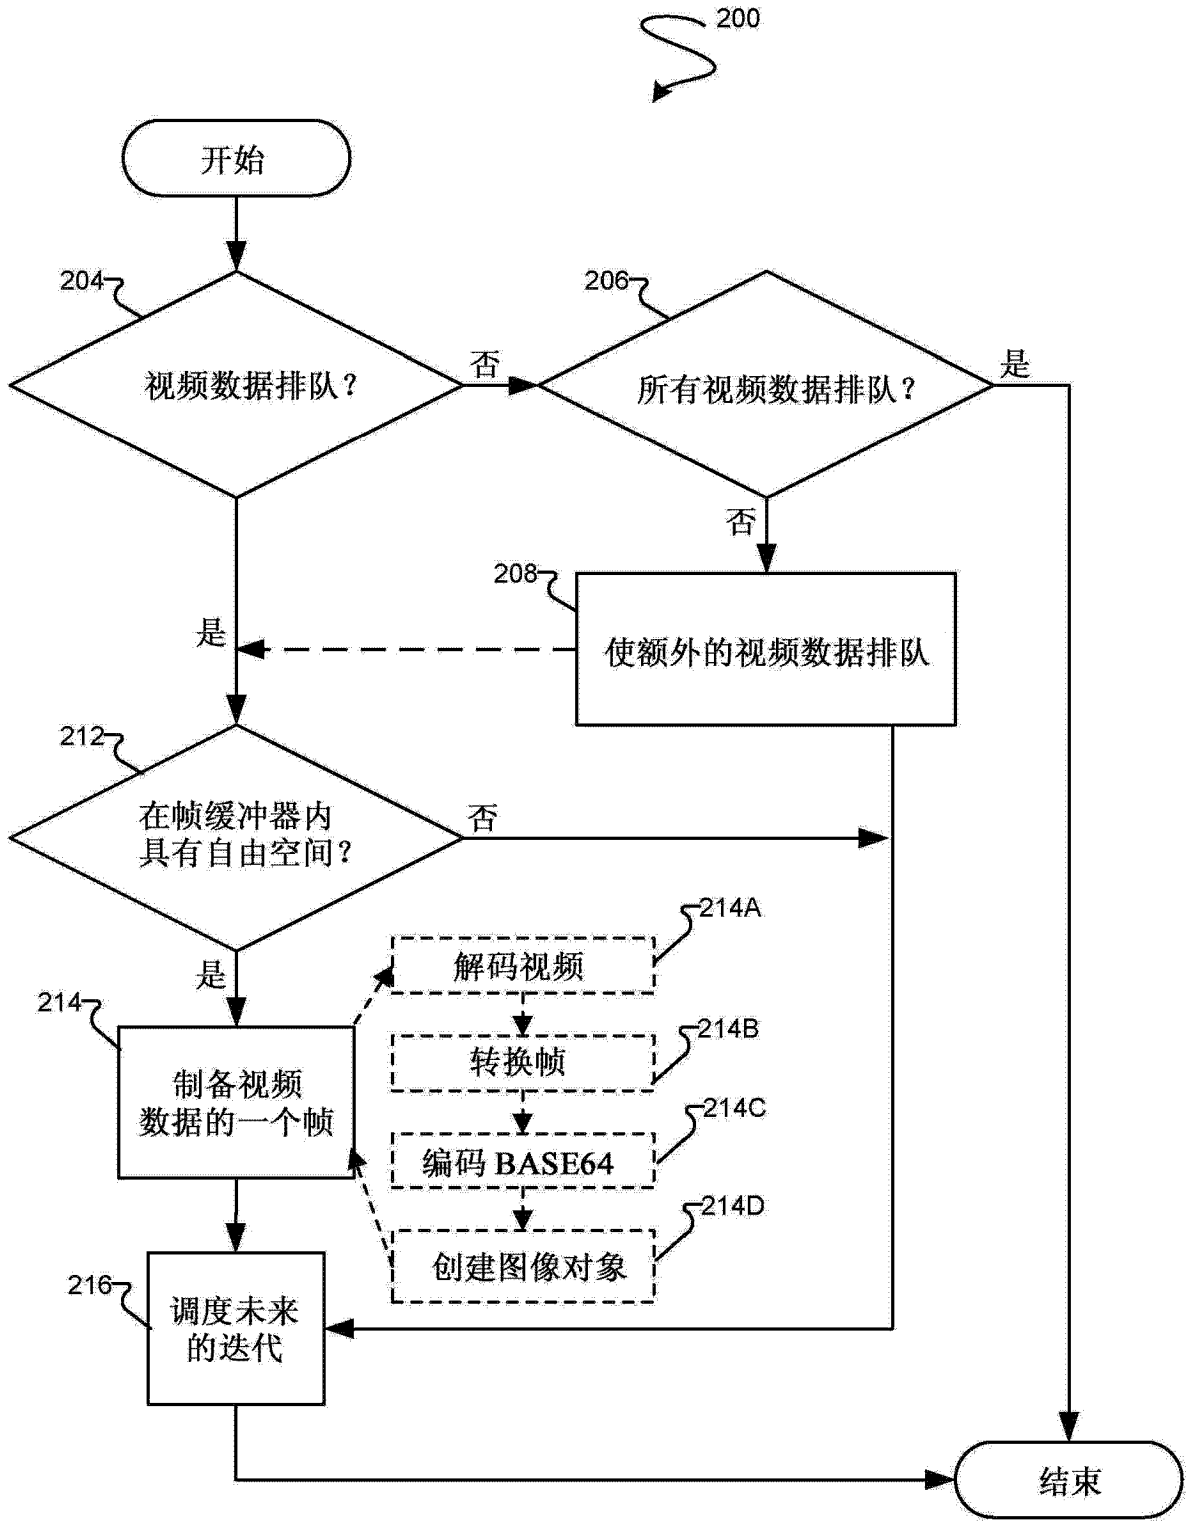 200
开始
204
206
否
是
视频数据排队?
所有视频数据排队?
否
208
是
使额外的视频数据排队
212
在帧缓冲器内
具有自由空间?
否
214A
解码视频
是
214
214B
转换帧
制备视频
数据的一个帧
214C
编码 BASE64
214D
创建图像对象
216
调度未来
的迭代
结束